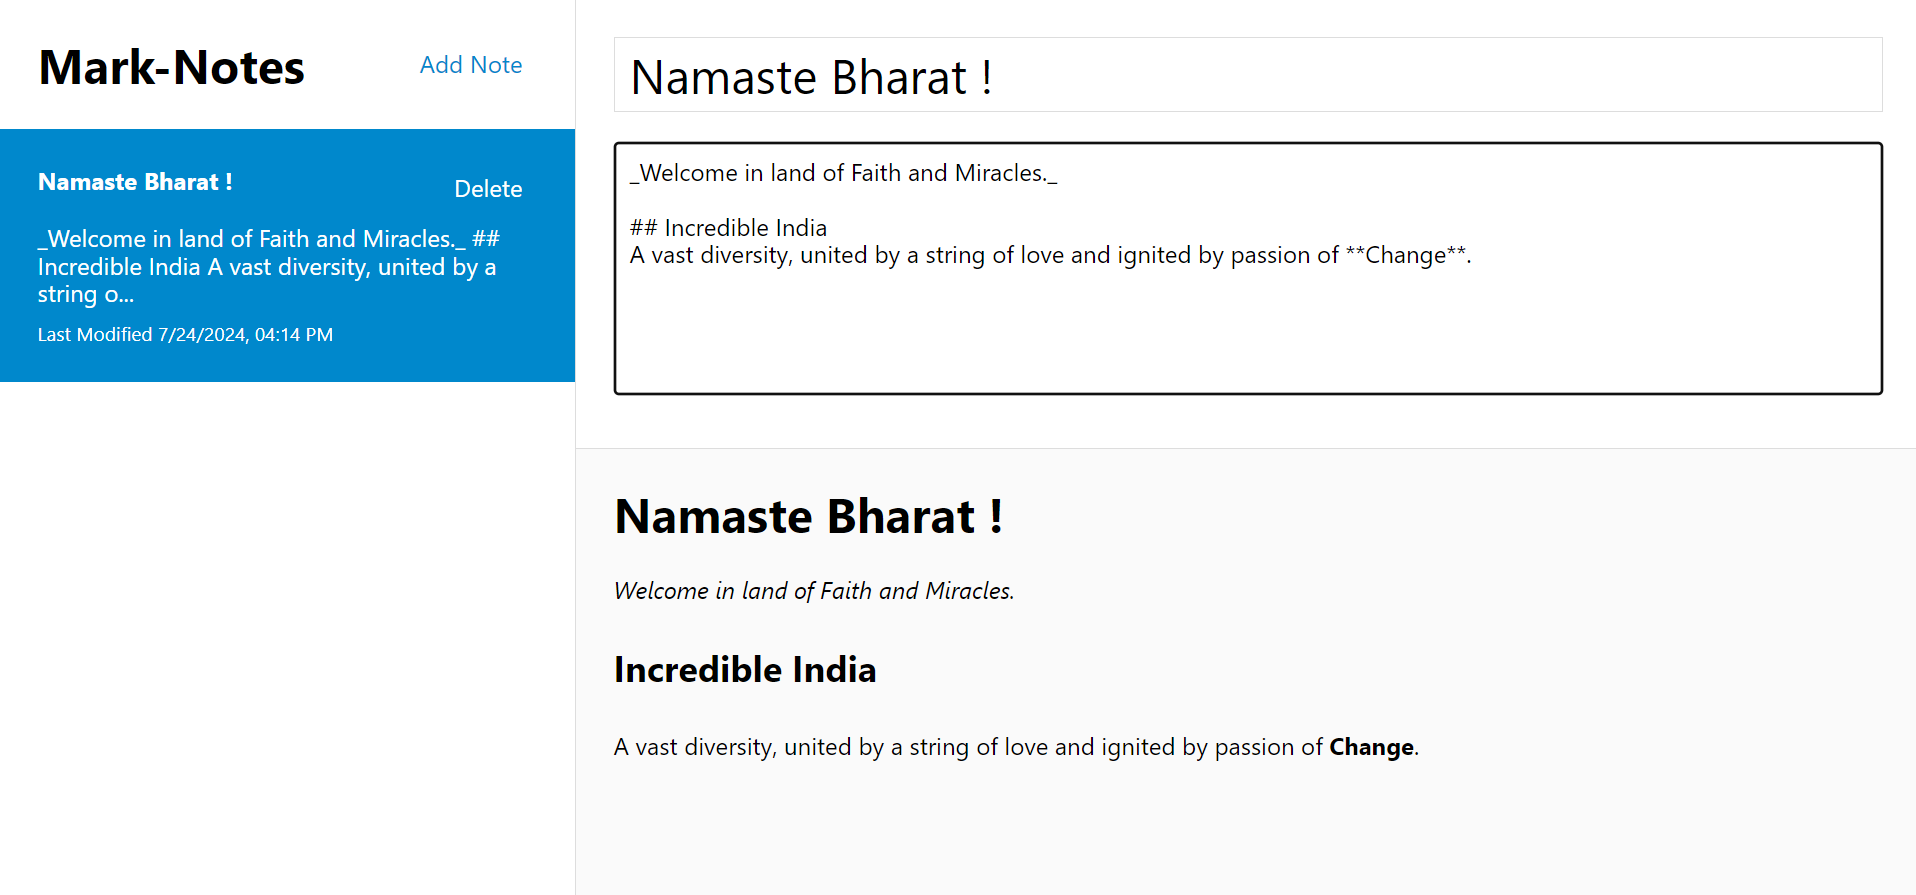 Mark-Notes
Add Note
Namaste Bharat !
Delete
_Welcome in land of Faith and Miracles._ ##
Incredible India A vast diversity, united by a
string o...
Last Modified 7/24/2024, 04:14 PM
Namaste Bharat !
_Welcome in land of Faith and Miracles._
## Incredible India
A vast diversity, united by a string of love and ignited by passion of **Change**.
Namaste Bharat !
Welcome in land of Faith and Miracles.
Incredible India
A vast diversity, united by a string of love and ignited by passion of Change.